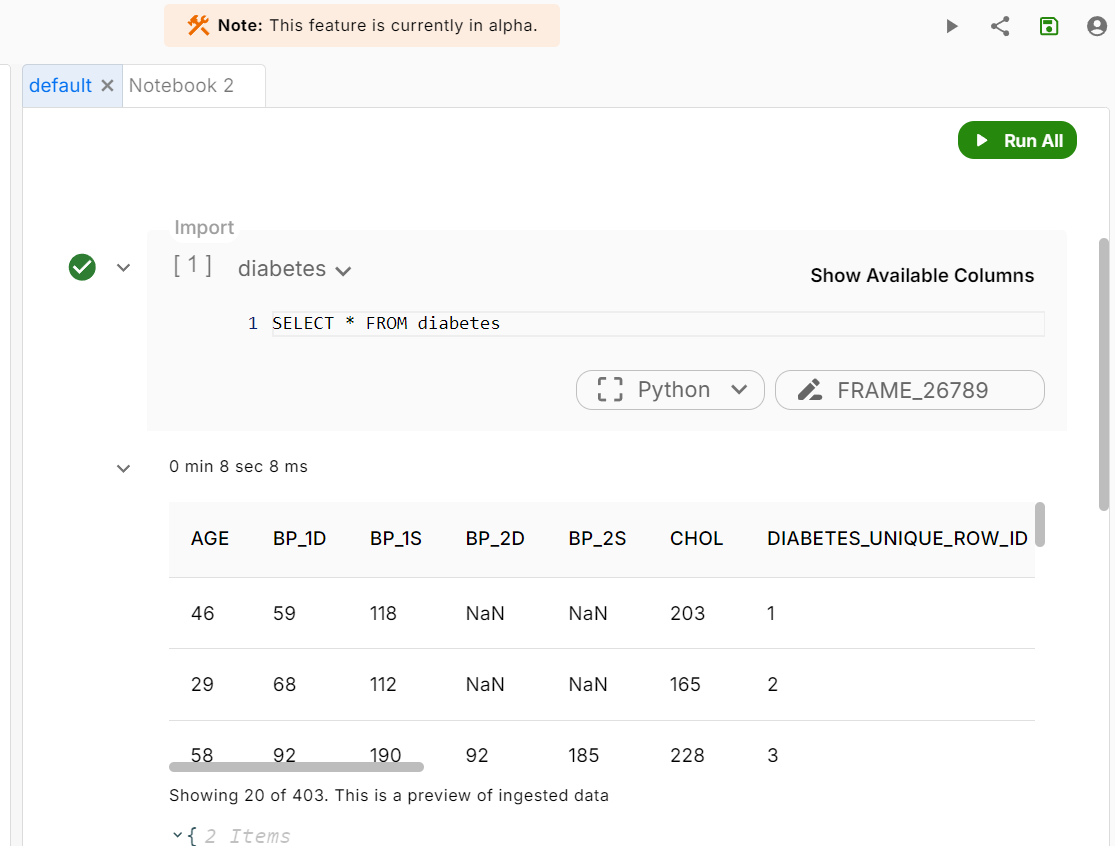 Note: This feature is currently in alpha.
default
Notebook 2
Run All
Import
[ 1 ] diabetes
Show Available Columns
1 SELECT * FROM diabetes
Python
FRAME_26789
0 min 8 sec 8 ms
AGE BP_1D BP_1S BP_2D BP_2S CHOL DIABETES_UNIQUE_ROW_ID
46 59 118 NaN NaN 203 1
29 68 112 NaN NaN 165 2
58 92 190 92 185 228 3
Showing 20 of 403. This is a preview of ingested data
{ 2 Items